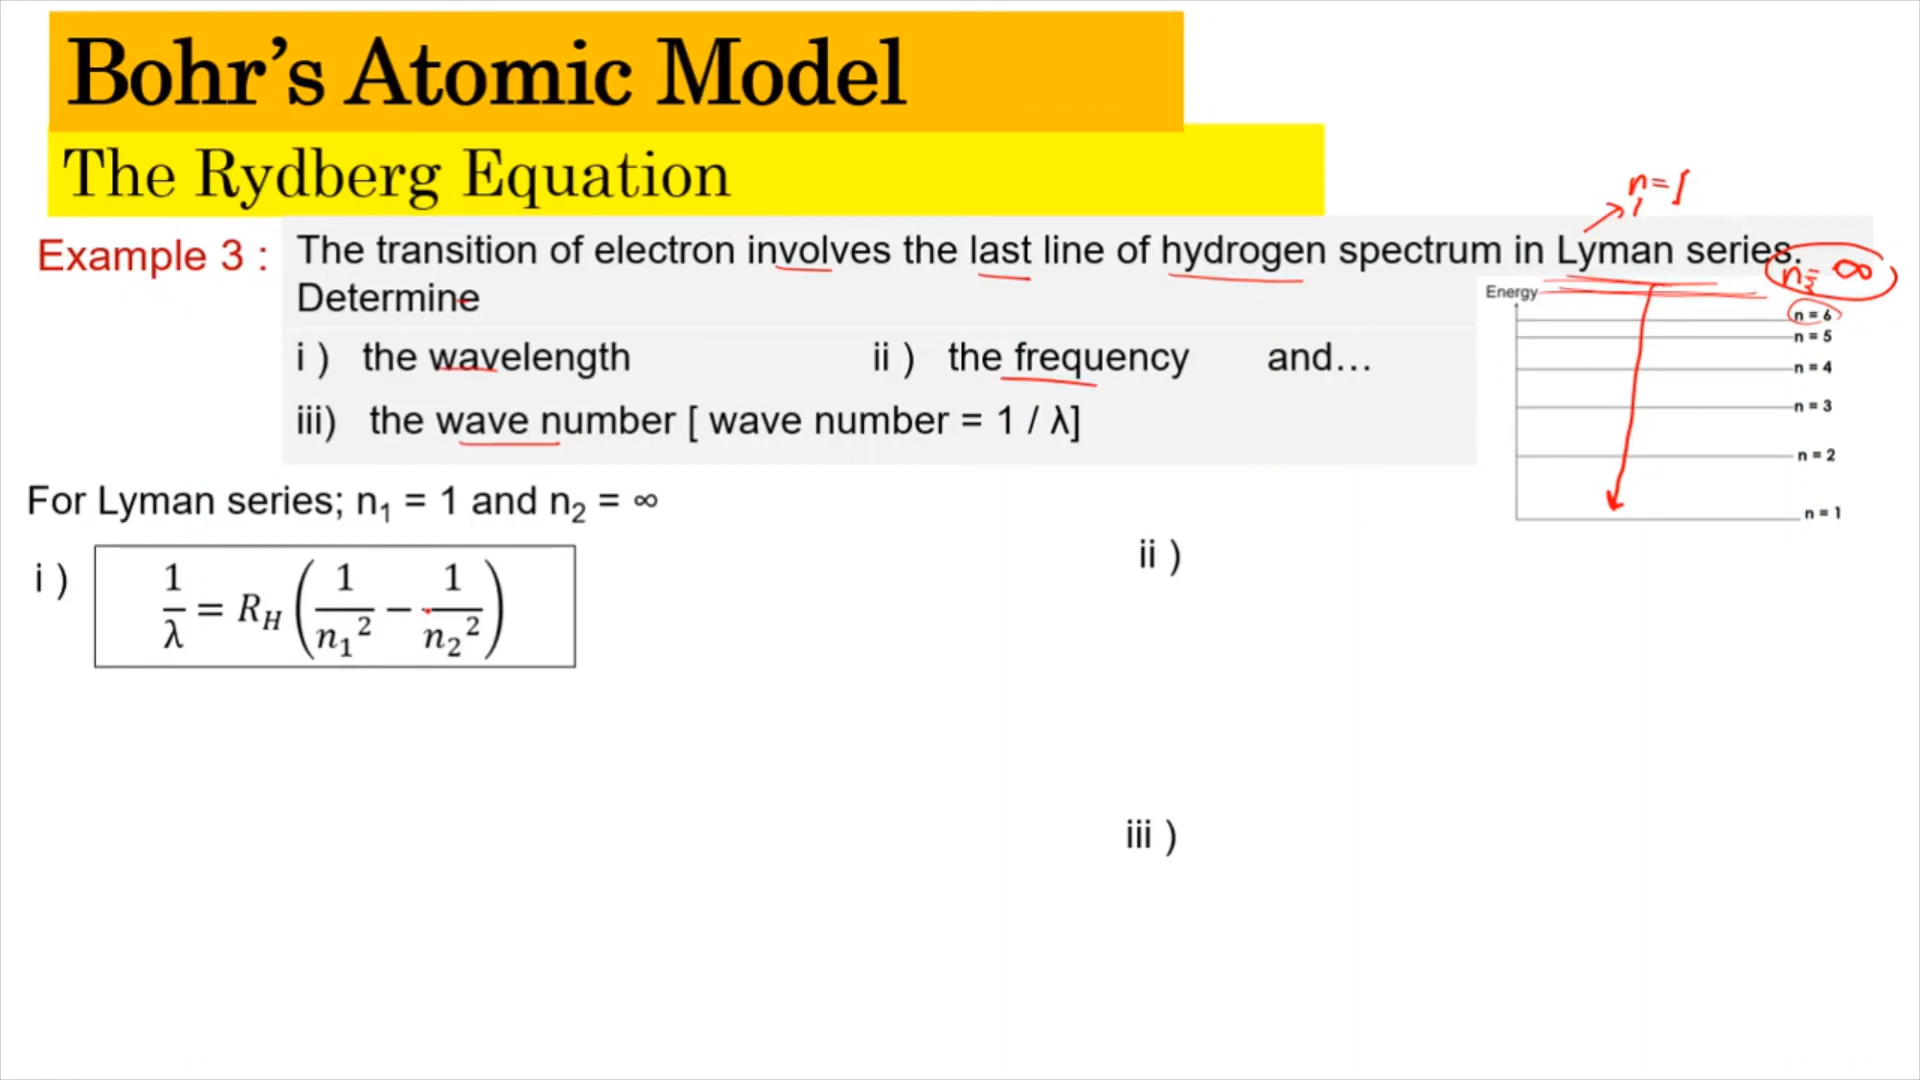 Bohr's Atomic Model
The Rydberg Equation
n₁ = 1
Example 3 : The transition of electron involves the last line of hydrogen spectrum in Lyman series.
Determine
n₂ = ∞
Energy
i ) the wavelength ii ) the frequency and…
iii) the wave number [ wave number = 1 / λ]
n = 6
n = 5
n = 4
n = 3
n = 2
n = 1
For Lyman series; n₁ = 1 and n₂ = ∞
i ) 1/λ = R_H (1/n₁² − 1/n₂²)
ii )
iii )